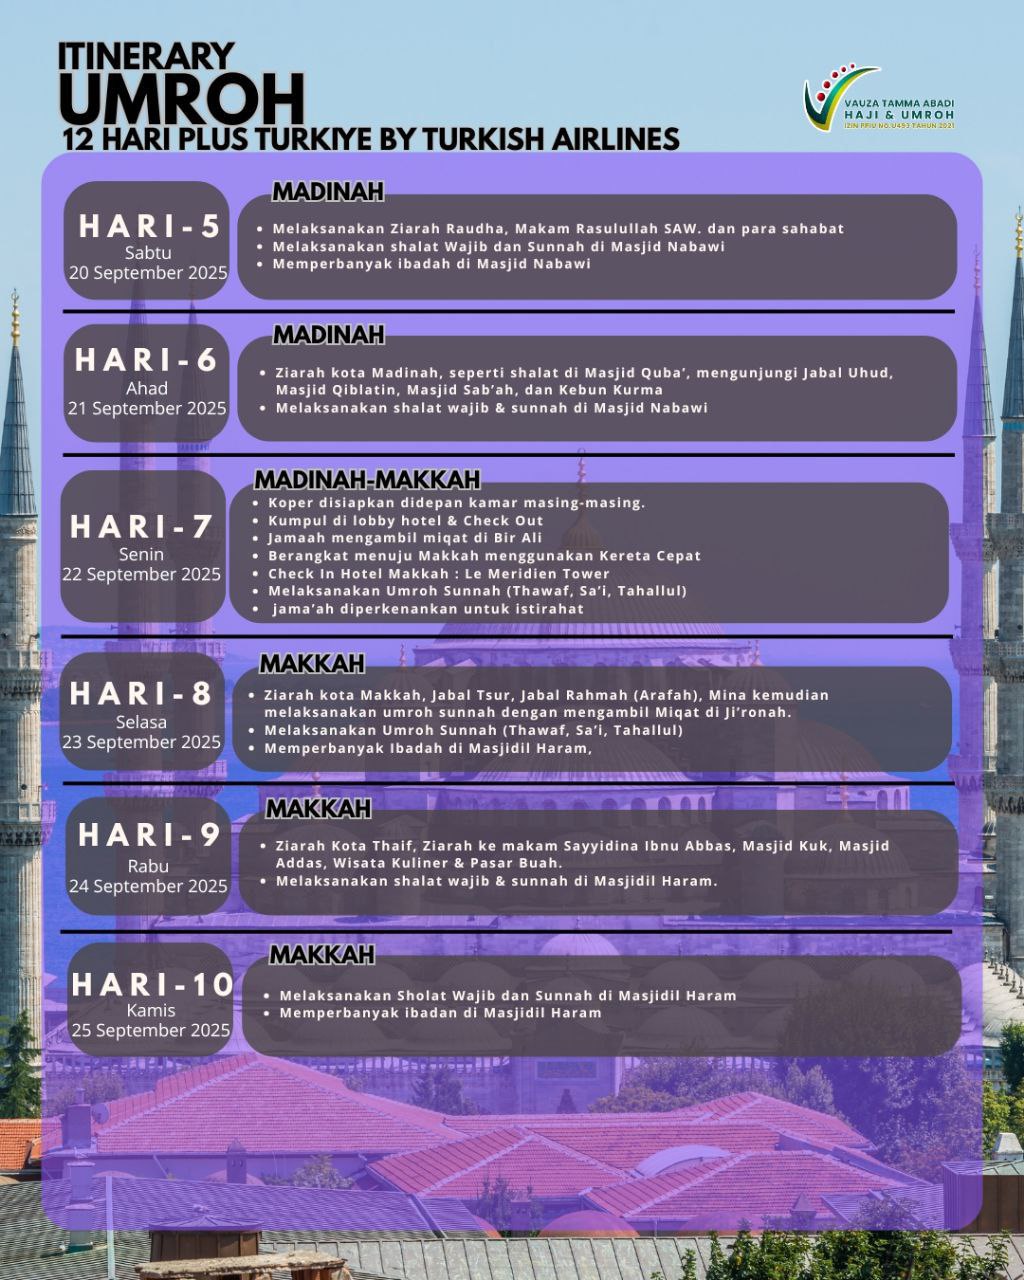 ITINERARY
UMROH
12 HARI PLUS TURKIYE BY TURKISH AIRLINES
VAUZA TAMMA ABADI
HAJI & UMROH
IZIN PPIU NO.U493 TAHUN 2021
HARI-5
Sabtu
20 September 2025
MADINAH
• Melaksanakan Ziarah Raudha, Makam Rasulullah SAW. dan para sahabat
• Melaksanakan shalat Wajib dan Sunnah di Masjid Nabawi
• Memperbanyak ibadah di Masjid Nabawi
HARI-6
Ahad
21 September 2025
MADINAH
• Ziarah kota Madinah, seperti shalat di Masjid Quba’, mengunjungi Jabal Uhud,
Masjid Qiblatin, Masjid Sab’ah, dan Kebun Kurma
• Melaksanakan shalat wajib & sunnah di Masjid Nabawi
HARI-7
Senin
22 September 2025
MADINAH-MAKKAH
• Koper disiapkan didepan kamar masing-masing.
• Kumpul di lobby hotel & Check Out
• Jamaah mengambil miqat di Bir Ali
• Berangkat menuju Makkah menggunakan Kereta Cepat
• Check In Hotel Makkah : Le Meridien Tower
• Melaksanakan Umroh Sunnah (Thawaf, Sa’i, Tahallul)
• jama’ah diperkenankan untuk istirahat
HARI-8
Selasa
23 September 2025
MAKKAH
• Ziarah kota Makkah, Jabal Tsur, Jabal Rahmah (Arafah), Mina kemudian
melaksanakan umroh sunnah dengan mengambil Miqat di Ji’ronah.
• Melaksanakan Umroh Sunnah (Thawaf, Sa’i, Tahallul)
• Memperbanyak Ibadah di Masjidil Haram,
HARI-9
Rabu
24 September 2025
MAKKAH
• Ziarah Kota Thaif, Ziarah ke makam Sayyidina Ibnu Abbas, Masjid Kuk, Masjid
Addas, Wisata Kuliner & Pasar Buah.
• Melaksanakan shalat wajib & sunnah di Masjidil Haram.
HARI-10
Kamis
25 September 2025
MAKKAH
• Melaksanakan Sholat Wajib dan Sunnah di Masjidil Haram
• Memperbanyak ibadan di Masjidil Haram